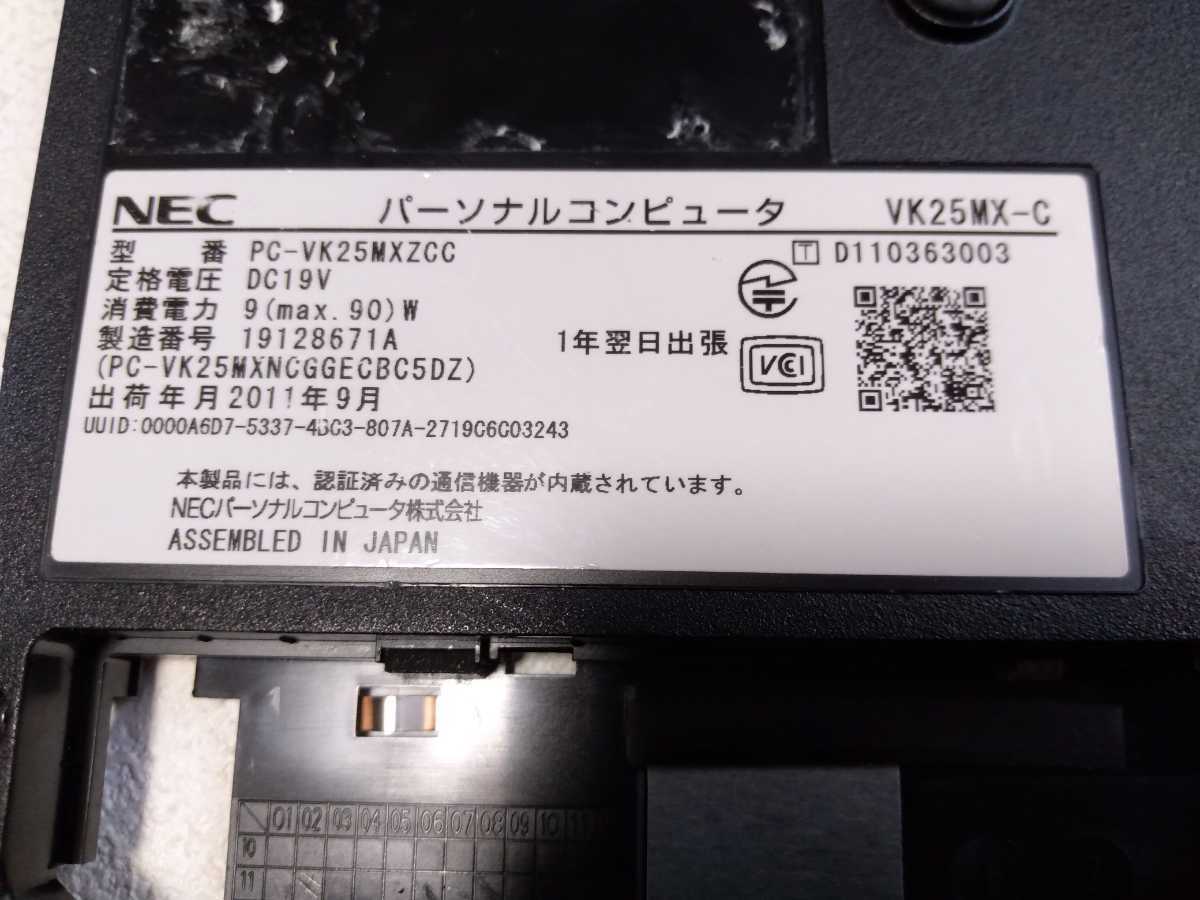 NEC パーソナルコンピュータ VK25MX-C
型 番 PC-VK25MXZCC
T D110363003
定格電圧 DC19V
消費電力 9(max.90)W
製造番号 19128671A
1年翌日出張
VCI
(PC-VK25MXNCGGECBC5DZ)
出荷年月2011年9月
UUID:0000A6D7-5337-4BC3-807A-2719C6C03243
本製品には、認証済みの通信機器が内蔵されています。
NECパーソナルコンピュータ株式会社
ASSEMBLED IN JAPAN
01 02 03 04 05 06 07 08 09 10 11
10
11